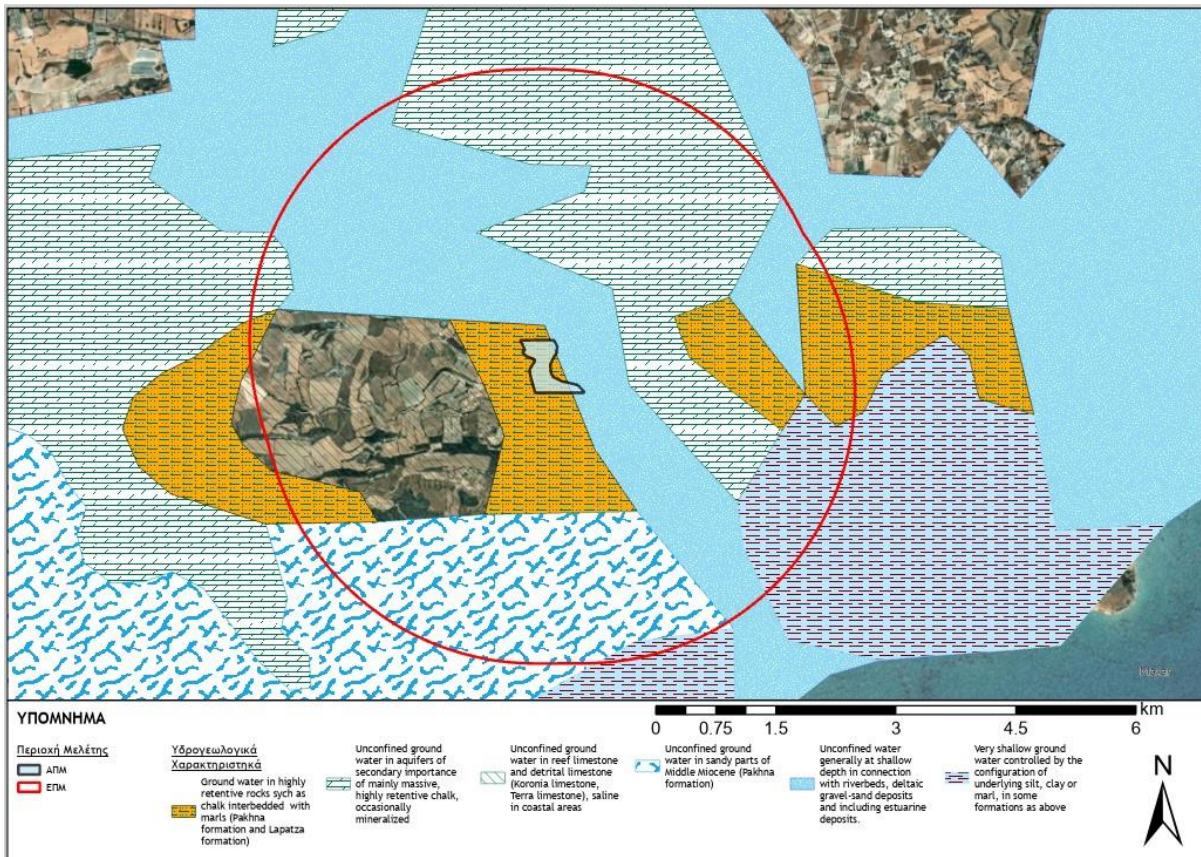 km
0 0.75 1.5 3 4.5 6
N
ΥΠΟΜΝΗΜΑ
Περιοχή Μελέτης
ΑΠΜ
ΕΠΜ
Υδρογεωλογικά
Χαρακτηριστικά
Ground water in highly
retentive rocks sych as
chalk interbedded with
marls (Pakhna
formation and Lapatza
formation)
Unconfined ground
water in aquifers of
secondary importance
of mainly massive,
highly retentive chalk,
occasionally
mineralized
Unconfined ground
water in reef limestone
and detrital limestone
(Koronia limestone,
Terra limestone), saline
in coastal areas
Unconfined ground
water in sandy parts of
Middle Miocene (Pakhna
formation)
Unconfined water
generally at shallow
depth in connection
with riverbeds, deltaic
gravel-sand deposits
and including estuarine
deposits.
Very shallow ground
water controlled by the
configuration of
underlying silt, clay or
marl, in some
formations as above